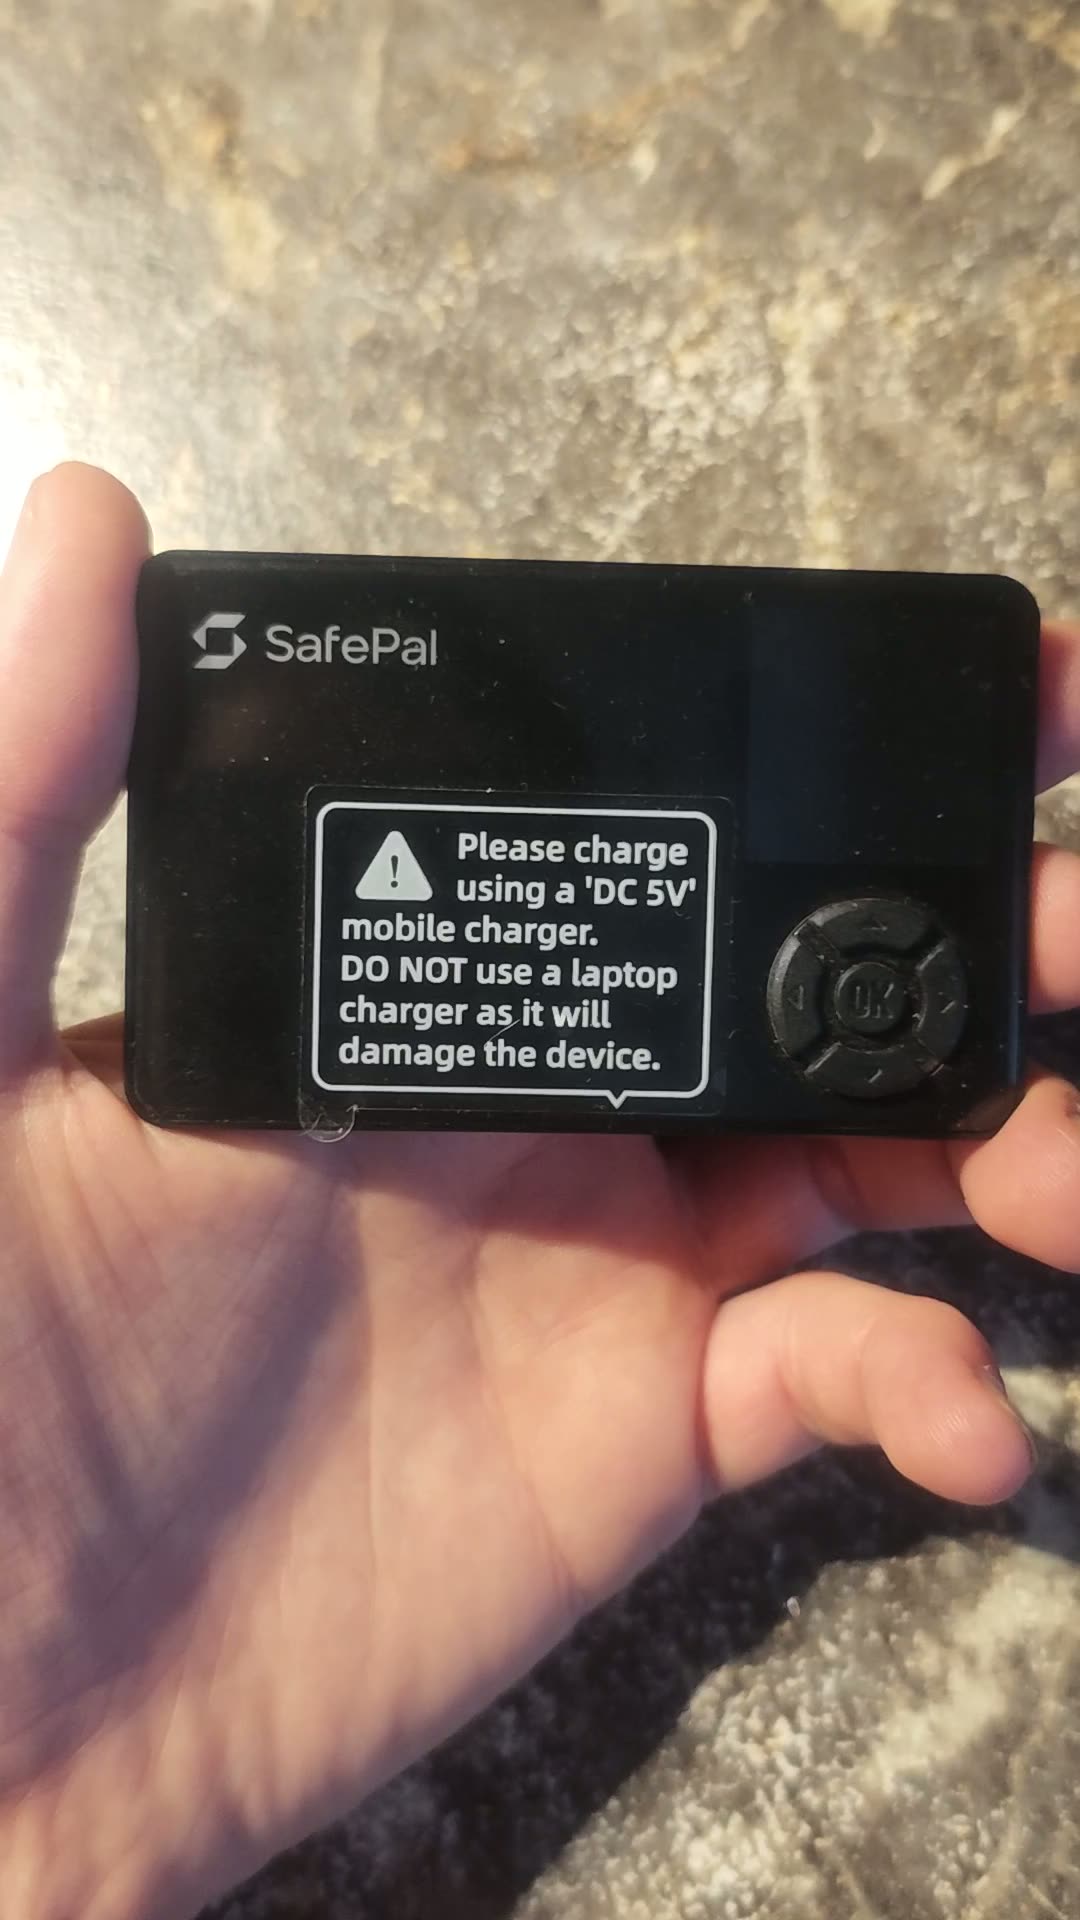 SafePal
Please charge
using a 'DC 5V'
mobile charger.
DO NOT use a laptop
charger as it will
damage the device.
OK